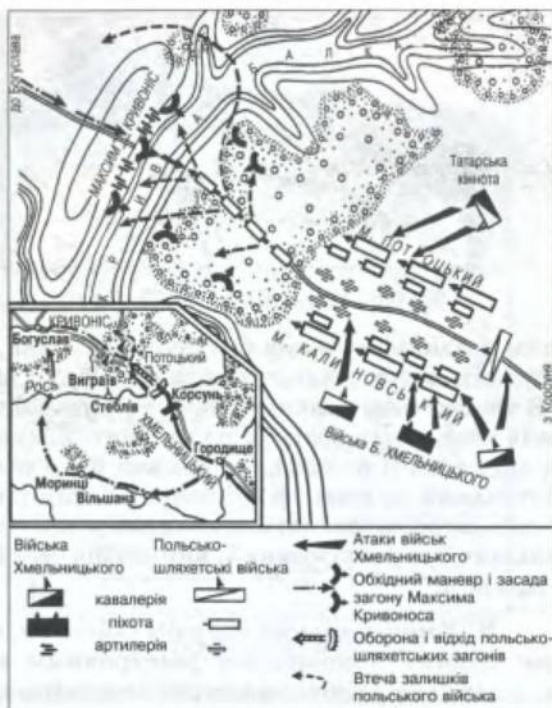 до Богуслава
БАЛКА
МАКСИМ КРИВОНІС
КРИВА
Татарська
кіннота
М. ПОТОЦЬКИЙ
М. КАЛИНОВСЬКИЙ
Війська Б. Хмельницького
З Корсуня
КРИВОНІС
Богуслав
Потоцький
Рось
Виграїв
Корсунь
Стеблів
ХМЕЛЬНИЦЬКИЙ
Городище
Моринці
Вільшана
Війська
Хмельницького
Польсько-
шляхетські війська
кавалерія
піхота
артилерія
Атаки військ
Хмельницького
Обхідний маневр і засада
загону Максима
Кривоноса
Оборона і відхід польсько-
шляхетських загонів
Втеча залишків
польського війська